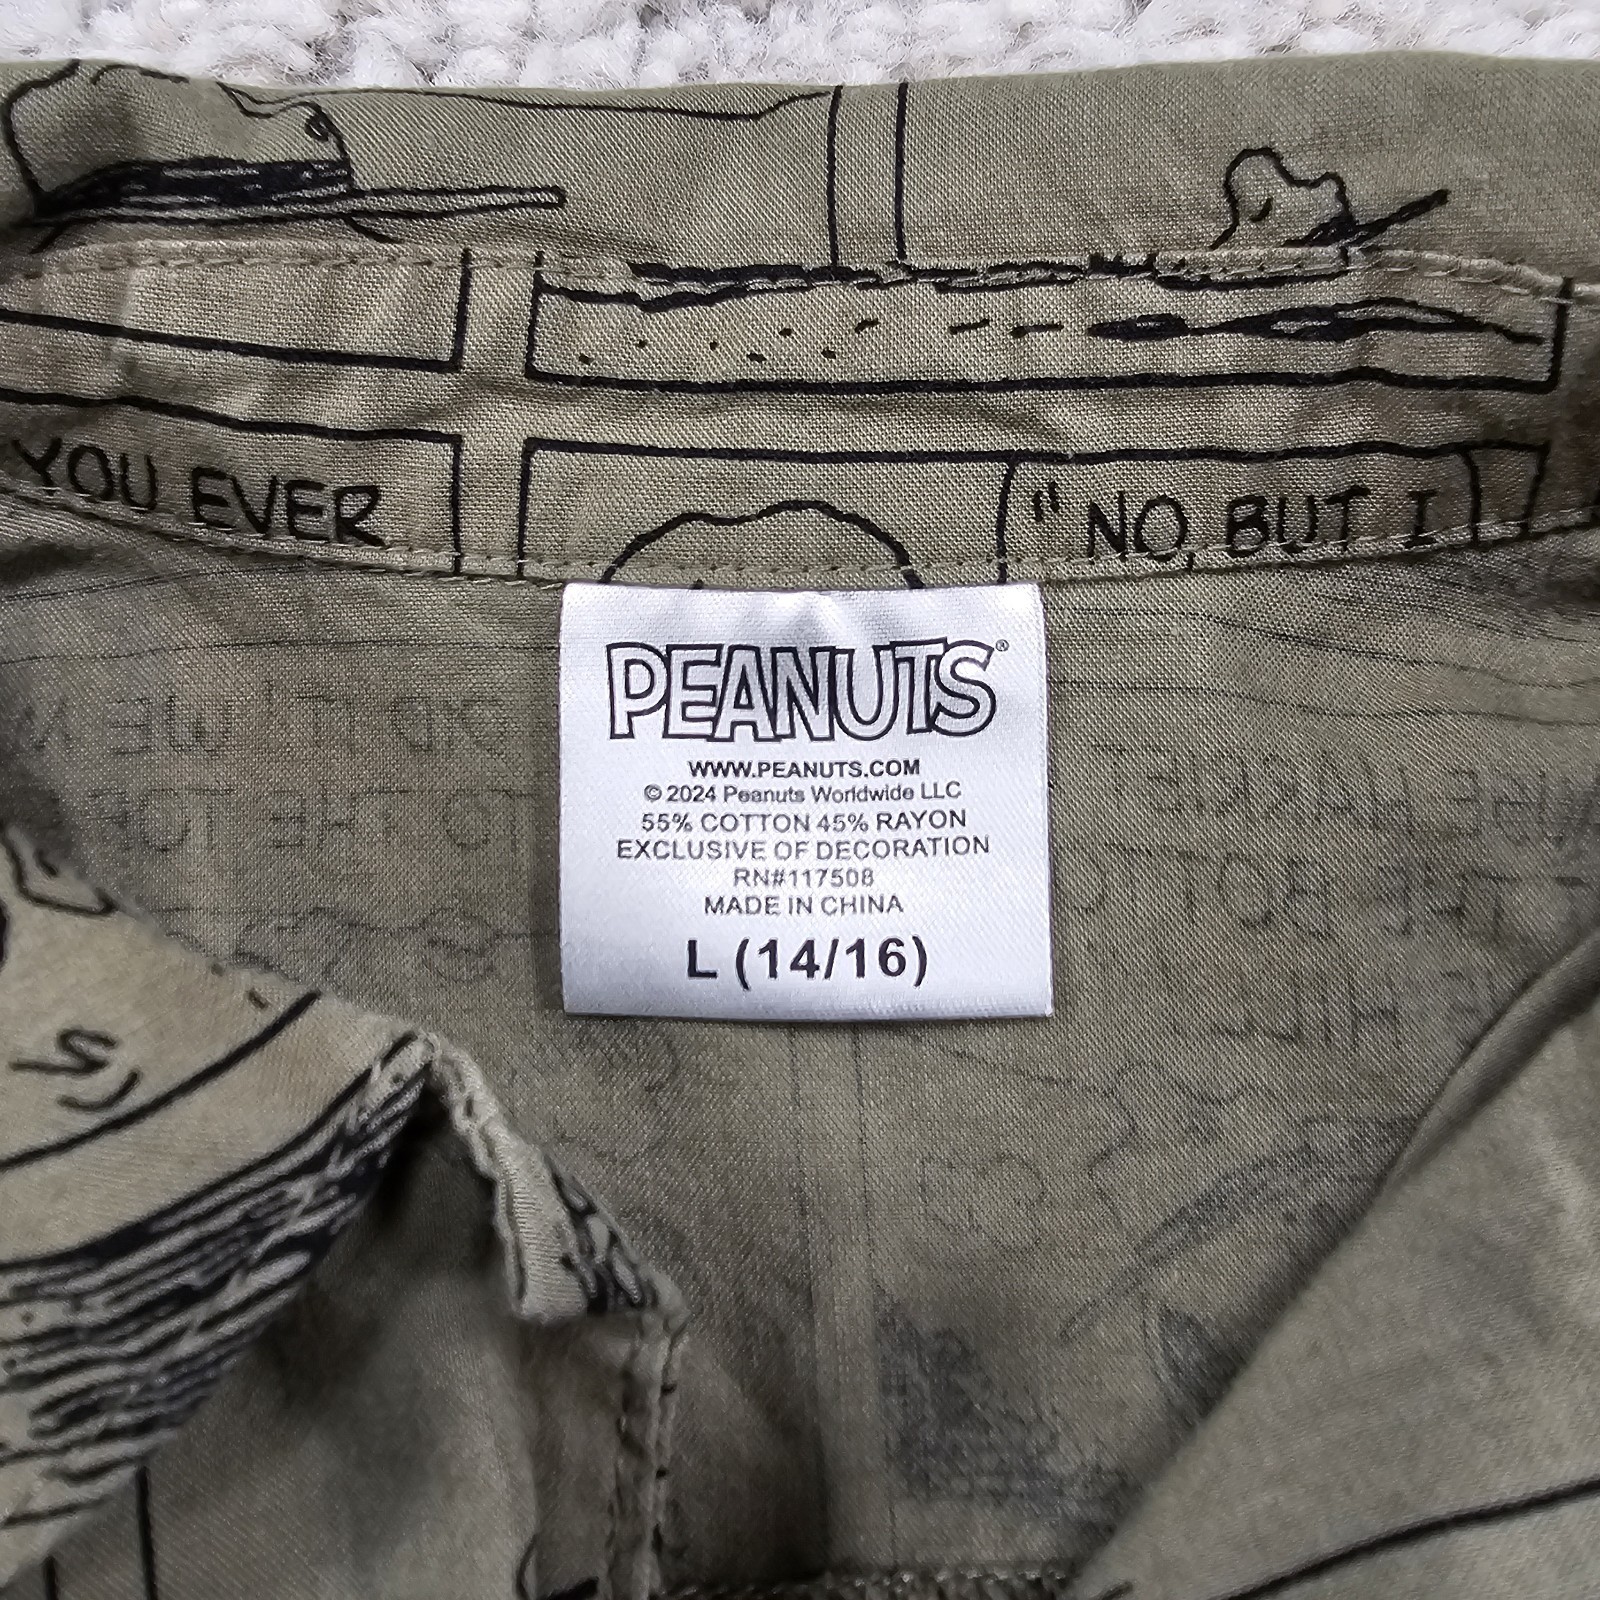 YOU EVER
"NO, BUT I
PEANUTS®
WWW.PEANUTS.COM
© 2024 Peanuts Worldwide LLC
55% COTTON 45% RAYON
EXCLUSIVE OF DECORATION
RN#117508
MADE IN CHINA
L (14/16)